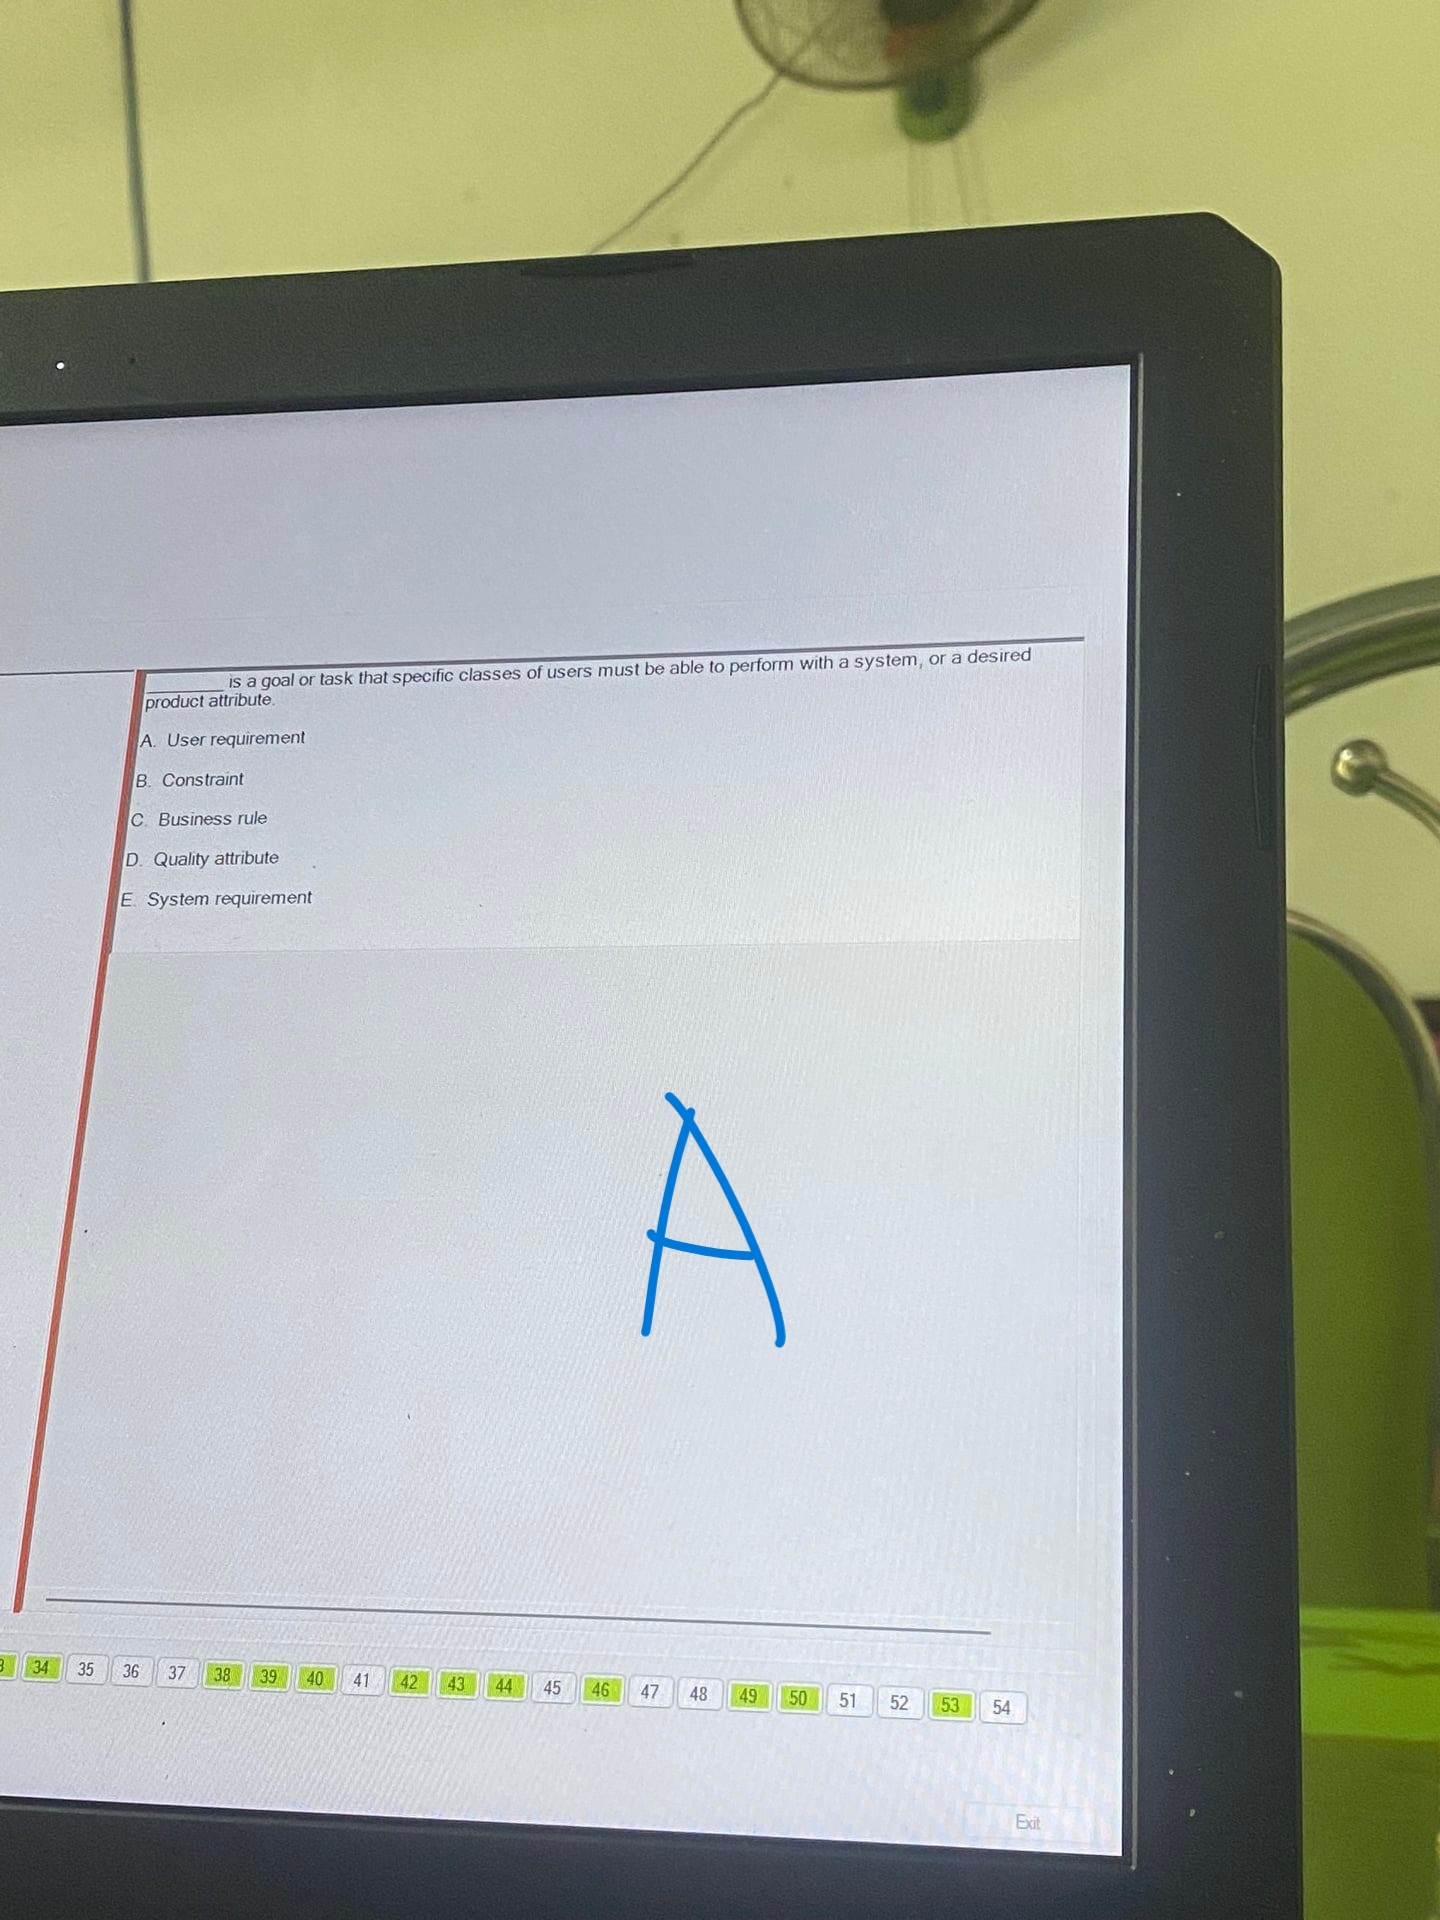 ________ is a goal or task that specific classes of users must be able to perform with a system, or a desired
product attribute.
A. User requirement
B. Constraint
C. Business rule
D. Quality attribute
E. System requirement
A
34 35 36 37 38 39 40 41 42 43 44 45 46 47 48 49 50 51 52 53 54
Exit